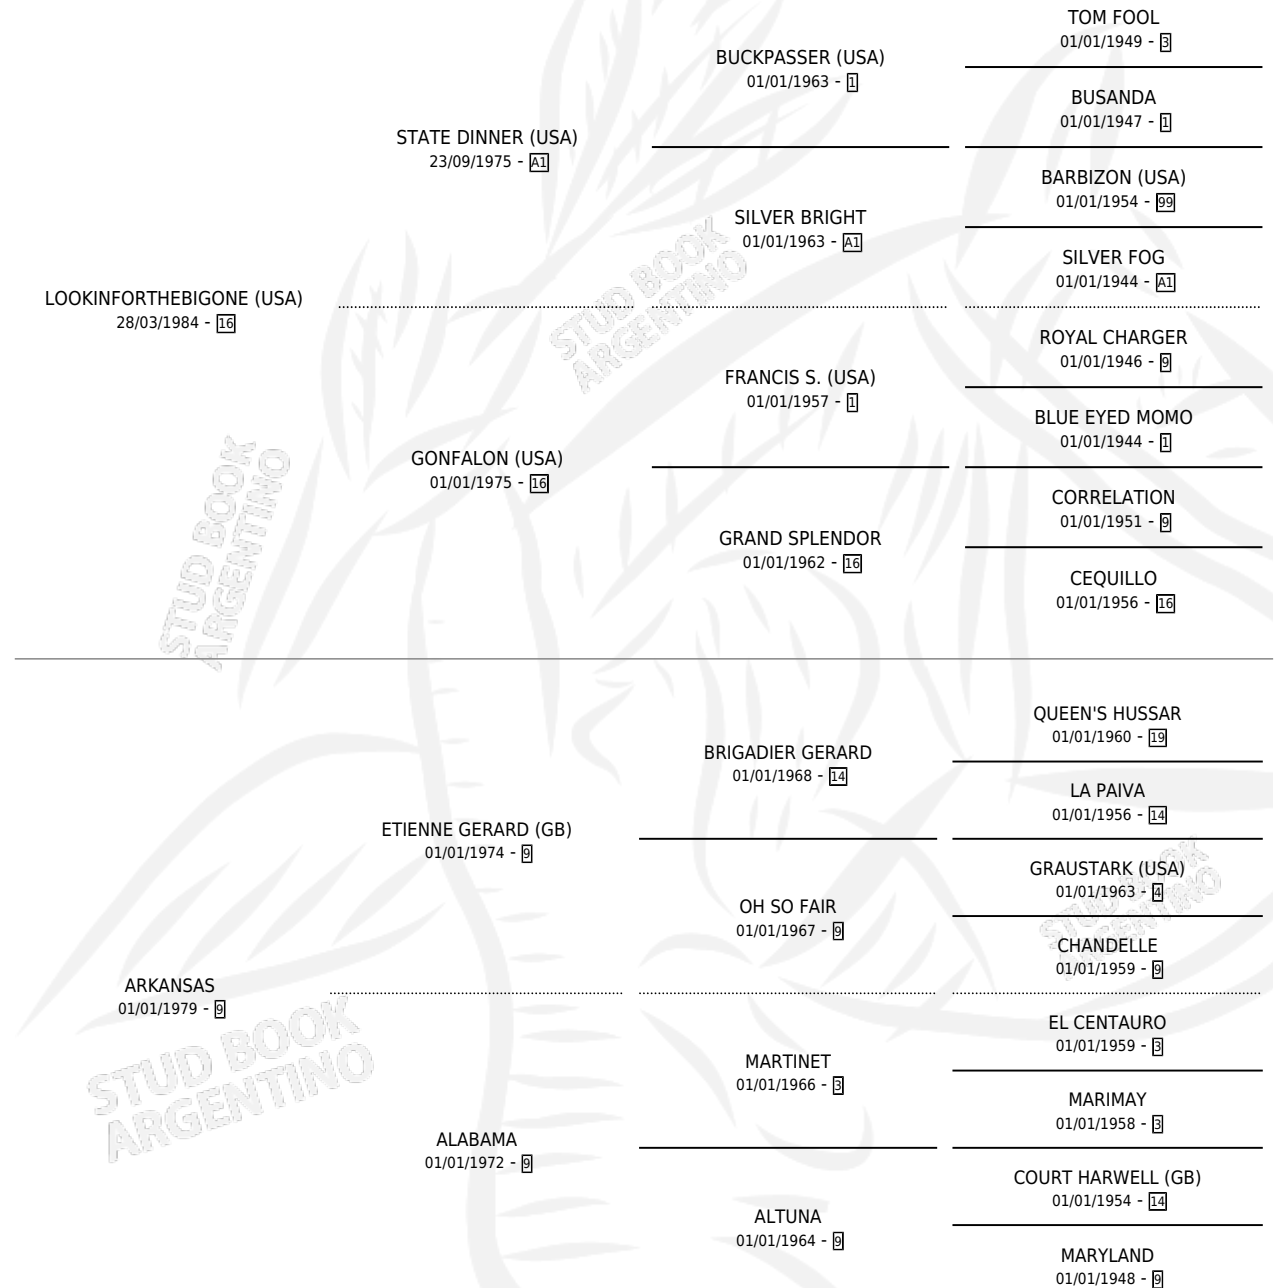 TOM FOOL
01/01/1949 - 3
BUCKPASSER (USA)
01/01/1963 - 1
BUSANDA
01/01/1947 - 1
STATE DINNER (USA)
23/09/1975 - A1
BARBIZON (USA)
01/01/1954 - 99
SILVER BRIGHT
01/01/1963 - A1
SILVER FOG
01/01/1944 - A1
LOOKINFORTHEBIGONE (USA)
28/03/1984 - 16
ROYAL CHARGER
01/01/1946 - 9
FRANCIS S. (USA)
01/01/1957 - 1
BLUE EYED MOMO
01/01/1944 - 1
GONFALON (USA)
01/01/1975 - 16
CORRELATION
01/01/1951 - 9
GRAND SPLENDOR
01/01/1962 - 16
CEQUILLO
01/01/1956 - 16
QUEEN'S HUSSAR
01/01/1960 - 19
BRIGADIER GERARD
01/01/1968 - 14
LA PAIVA
01/01/1956 - 14
ETIENNE GERARD (GB)
01/01/1974 - 9
GRAUSTARK (USA)
01/01/1963 - 4
OH SO FAIR
01/01/1967 - 9
CHANDELLE
01/01/1959 - 9
ARKANSAS
01/01/1979 - 9
EL CENTAURO
01/01/1959 - 3
MARTINET
01/01/1966 - 3
MARIMAY
01/01/1958 - 3
ALABAMA
01/01/1972 - 9
COURT HARWELL (GB)
01/01/1954 - 14
ALTUNA
01/01/1964 - 9
MARYLAND
01/01/1948 - 9
STUD BOOK
ARGENTINO
STUD BOOK
ARGENTINO
STUD BOOK
ARGENTINO
STUD BOOK
ARGENTINO